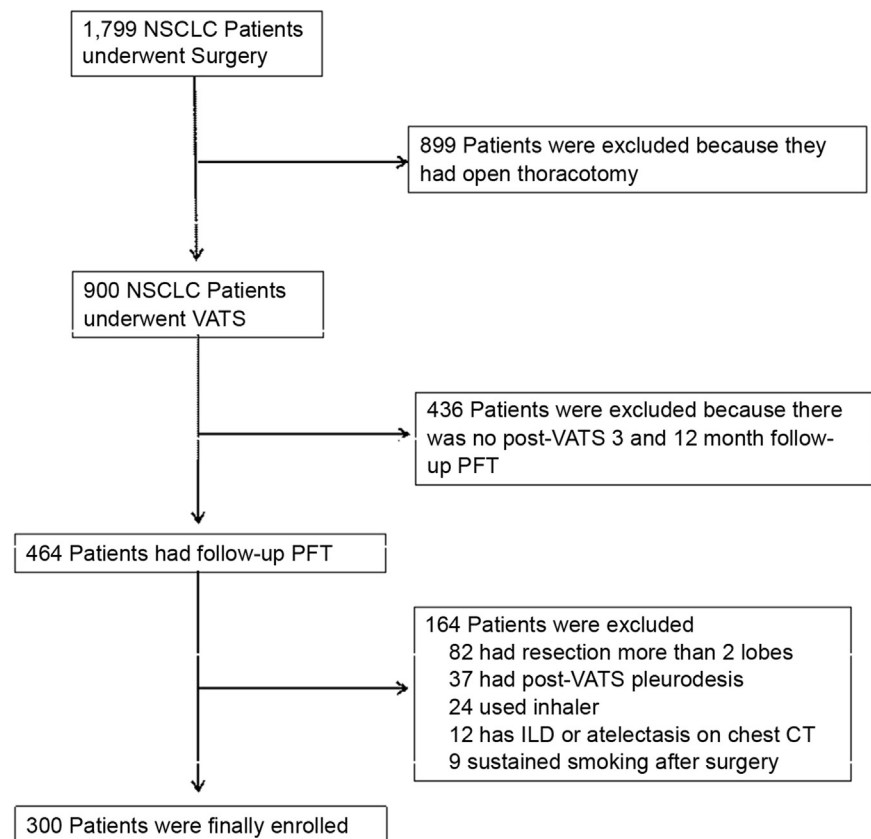 1,799 NSCLC Patients
underwent Surgery
899 Patients were excluded because they
had open thoracotomy
900 NSCLC Patients
underwent VATS
436 Patients were excluded because there
was no post-VATS 3 and 12 month follow-
up PFT
464 Patients had follow-up PFT
164 Patients were excluded
82 had resection more than 2 lobes
37 had post-VATS pleurodesis
24 used inhaler
12 has ILD or atelectasis on chest CT
9 sustained smoking after surgery
300 Patients were finally enrolled